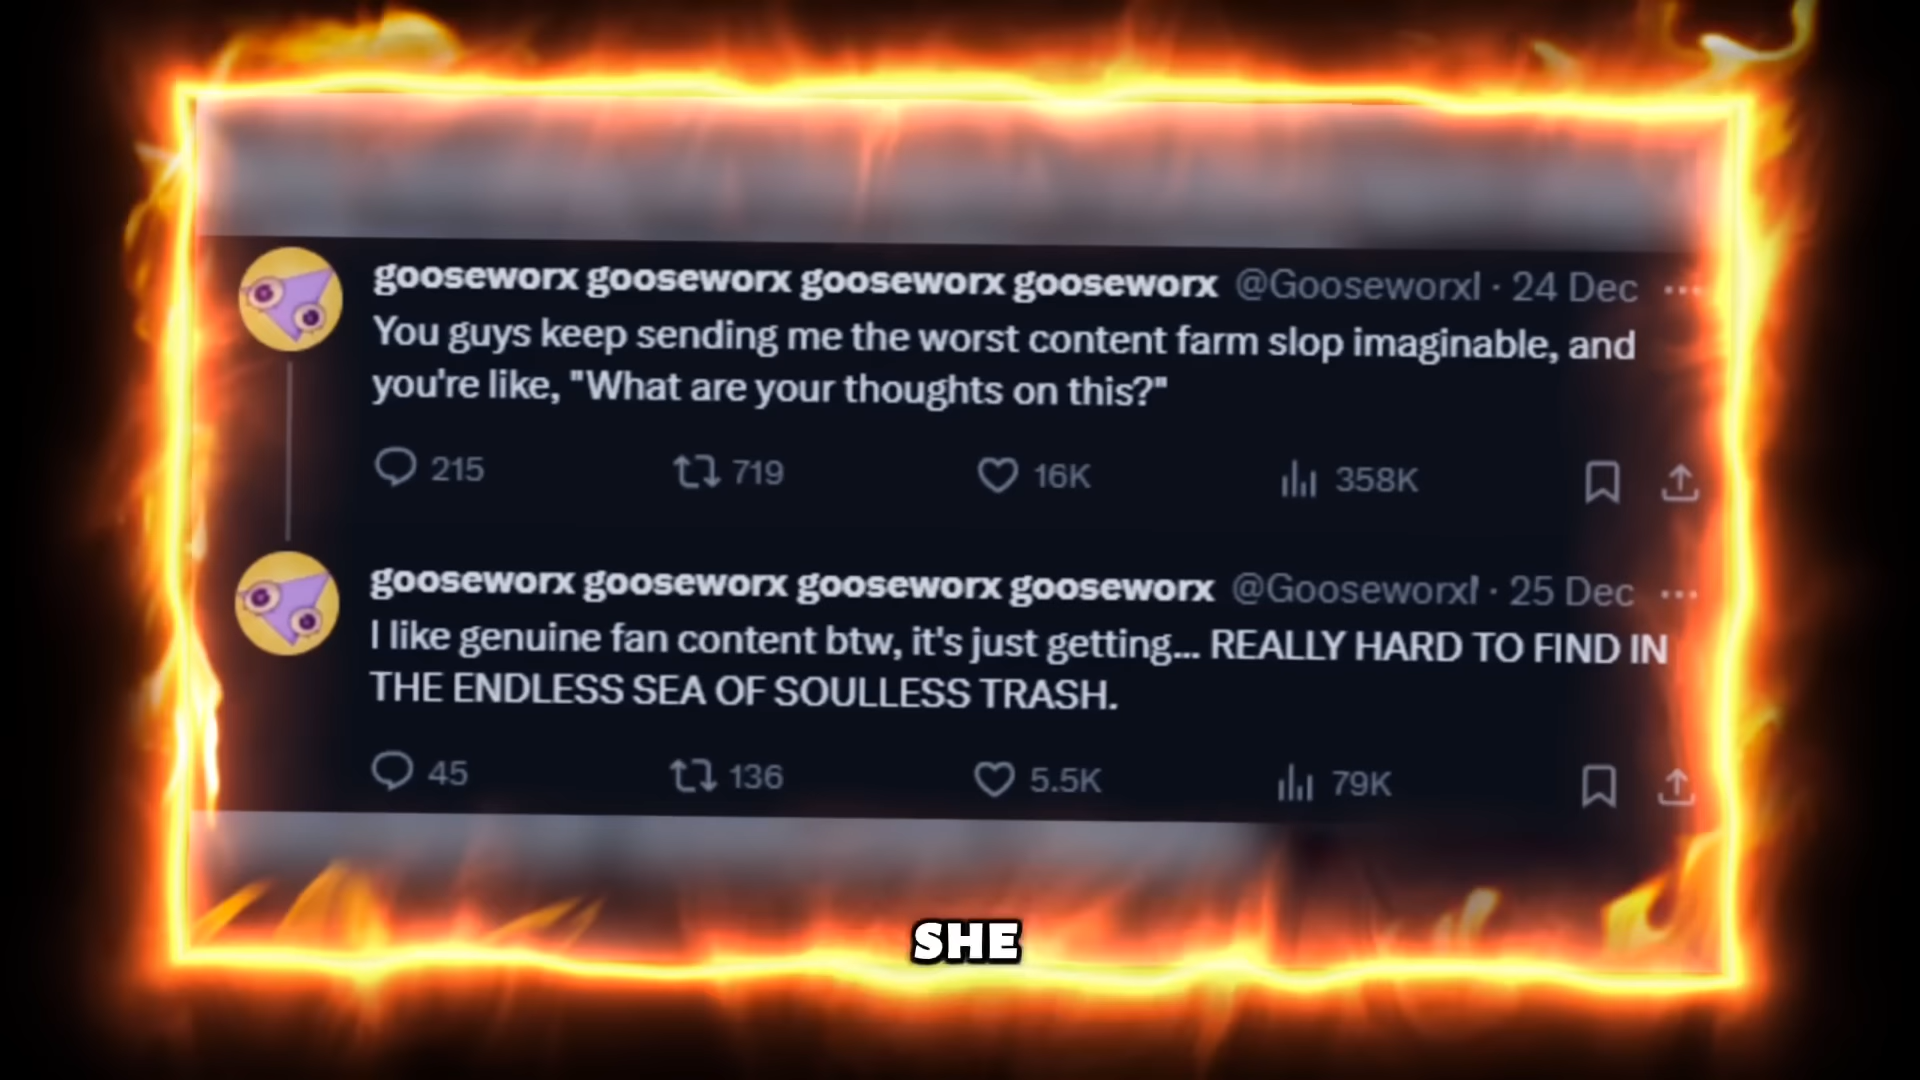 gooseworx gooseworx gooseworx gooseworx @Gooseworxl · 24 Dec ...
You guys keep sending me the worst content farm slop imaginable, and
you're like, "What are your thoughts on this?"
215 719 16K 358K
gooseworx gooseworx gooseworx gooseworx @Gooseworxl · 25 Dec ...
I like genuine fan content btw, it's just getting... REALLY HARD TO FIND IN
THE ENDLESS SEA OF SOULLESS TRASH.
45 136 5.5K 79K
SHE